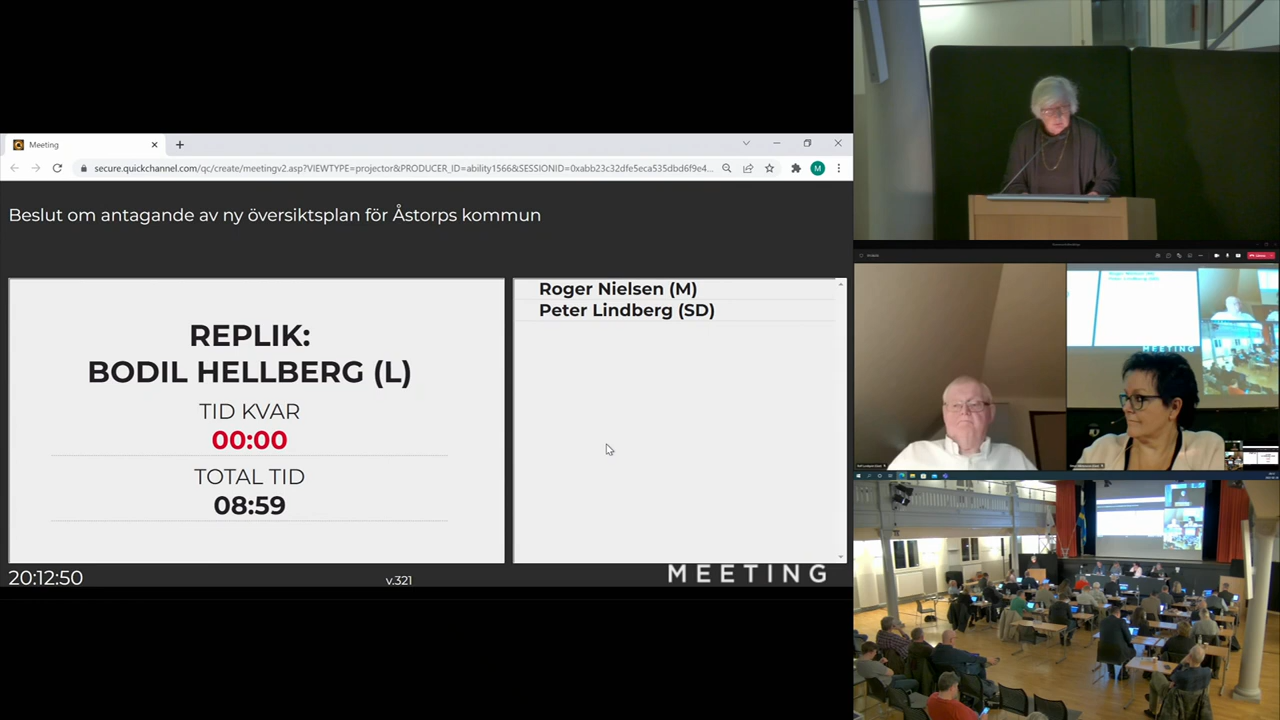 Meeting
secure.quickchannel.com/qc/create/meetingv2.asp?VIEWTYPE=projector&PRODUCER_ID=ability1566&SESSIONID=0xabb23c32dfe5eca535dbd6f9e4...
M
Beslut om antagande av ny översiktsplan för Åstorps kommun
REPLIK:
BODIL HELLBERG (L)
TID KVAR
00:00
TOTAL TID
08:59
Roger Nielsen (M)
Peter Lindberg (SD)
20:12:50
v.321
MEETING
MEETING